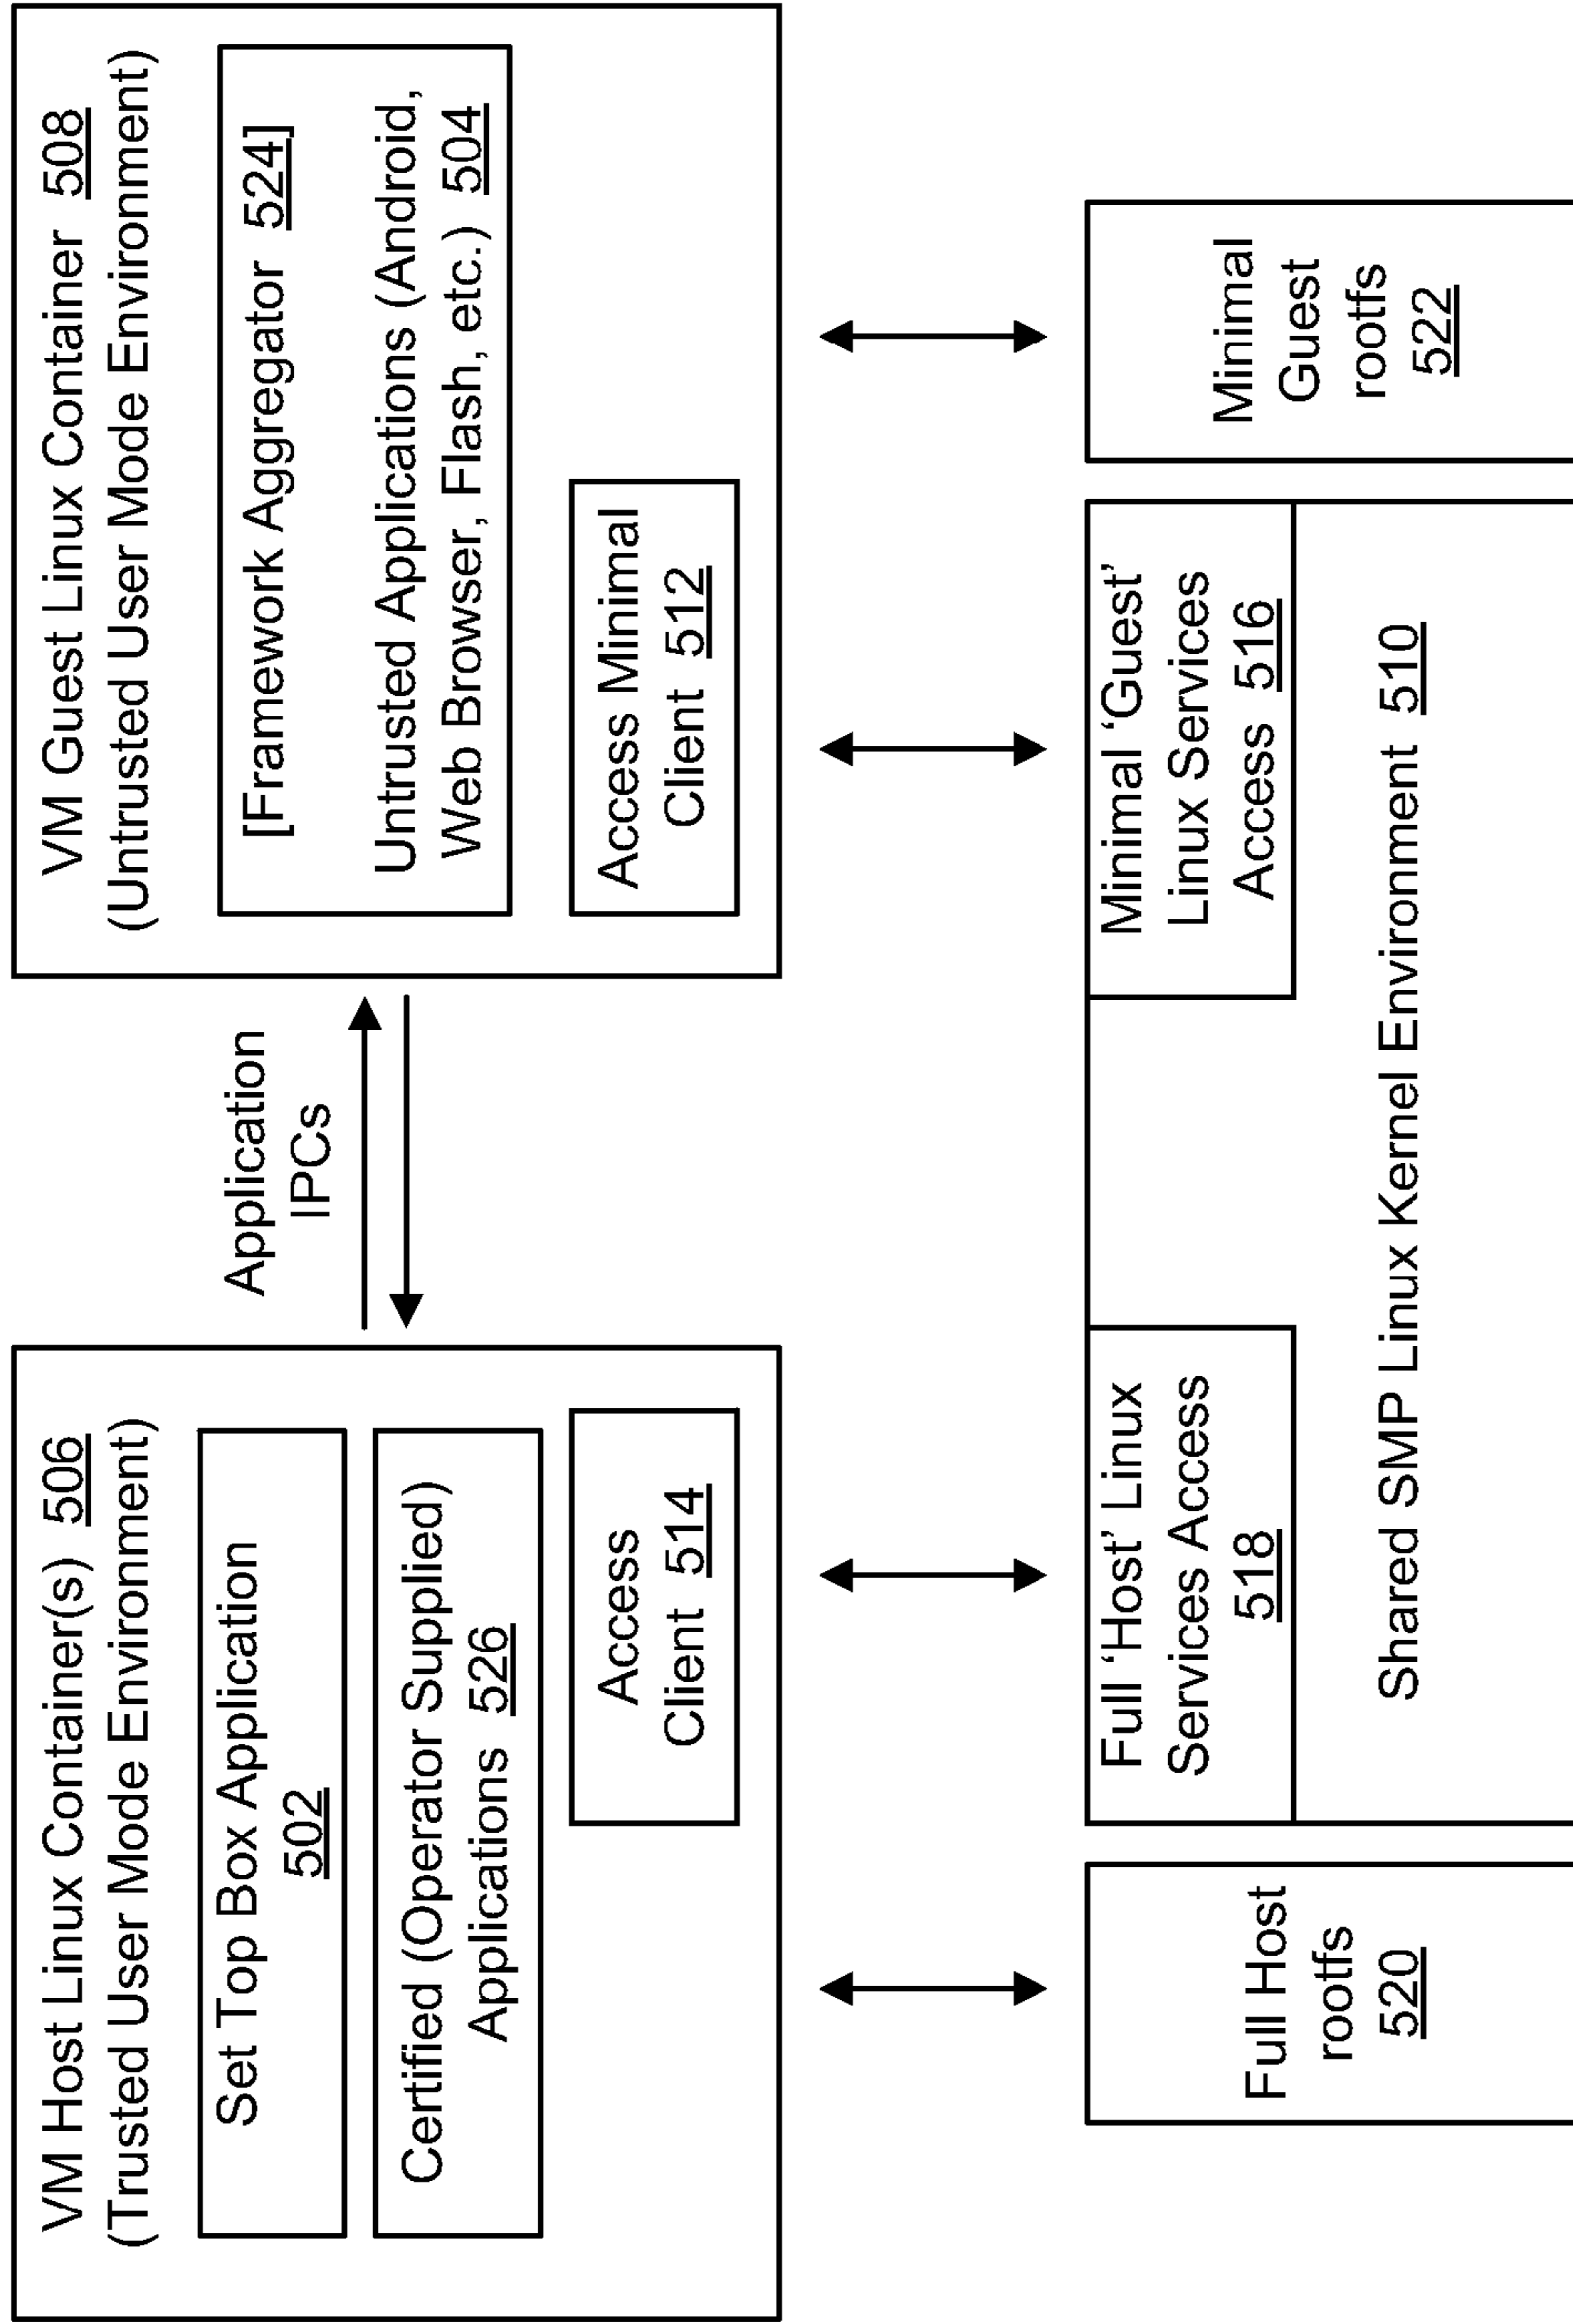 VM Host Linux Container(s) 506
(Trusted User Mode Environment)
Set Top Box Application
502
Certified (Operator Supplied)
Applications 526
Access
Client 514
Application
IPCs
VM Guest Linux Container 508
(Untrusted User Mode Environment)
[Framework Aggregator 524]
Untrusted Applications (Android,
Web Browser, Flash, etc.) 504
Access Minimal
Client 512
Full Host
rootfs
520
Full ‘Host’ Linux
Services Access
518
Minimal ‘Guest’
Linux Services
Access 516
Shared SMP Linux Kernel Environment 510
Minimal
Guest
rootfs
522